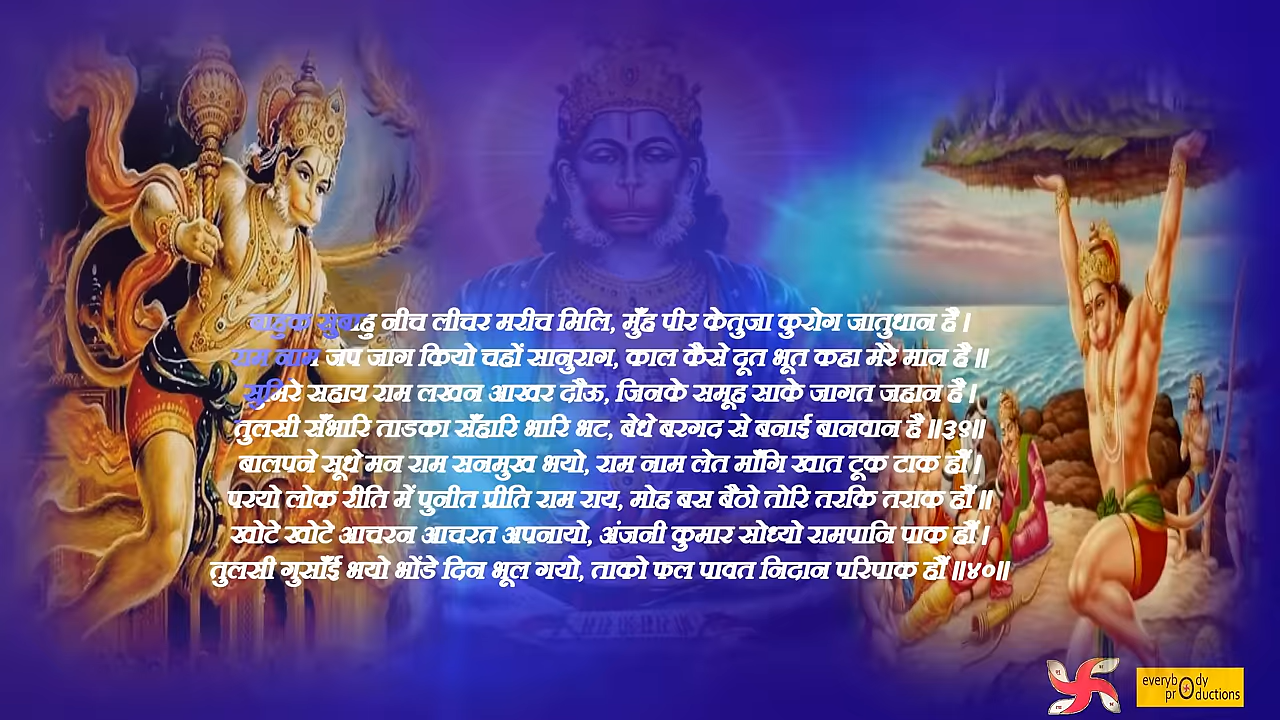 बाहुक सुबाहु नीच लीचर मरीच मिलि, मुँह पीर केतुजा कुरोग जातुधान है ।
राम नाम जप जाग कियो चहों सानुराग, काल कैसे दूत भूत कहा मेरे मान है ॥
सुमिरे सहाय राम लखन आखर दौऊ, जिनके समूह साके जागत जहान है ।
तुलसी सँभारि ताडका सँहारि भारि भट, बेधे बरगद से बनाई बानवान है ॥३९॥
बालपने सूधे मन राम सनमुख भयो, राम नाम लेत माँगि खात टूक टाक हौं ।
परयो लोक रीति में पुनीत प्रीति राम राय, मोह बस बैठो तोरि तरकि तराक हौं ॥
खोटे खोटे आचरन आचरत अपनायो, अंजनी कुमार सोध्यो रामपानि पाक हौं ।
तुलसी गुसाँई भयो भोंडे दिन भूल गयो, ताको फल पावत निदान परिपाक हौं ॥४०॥
everybody
productions